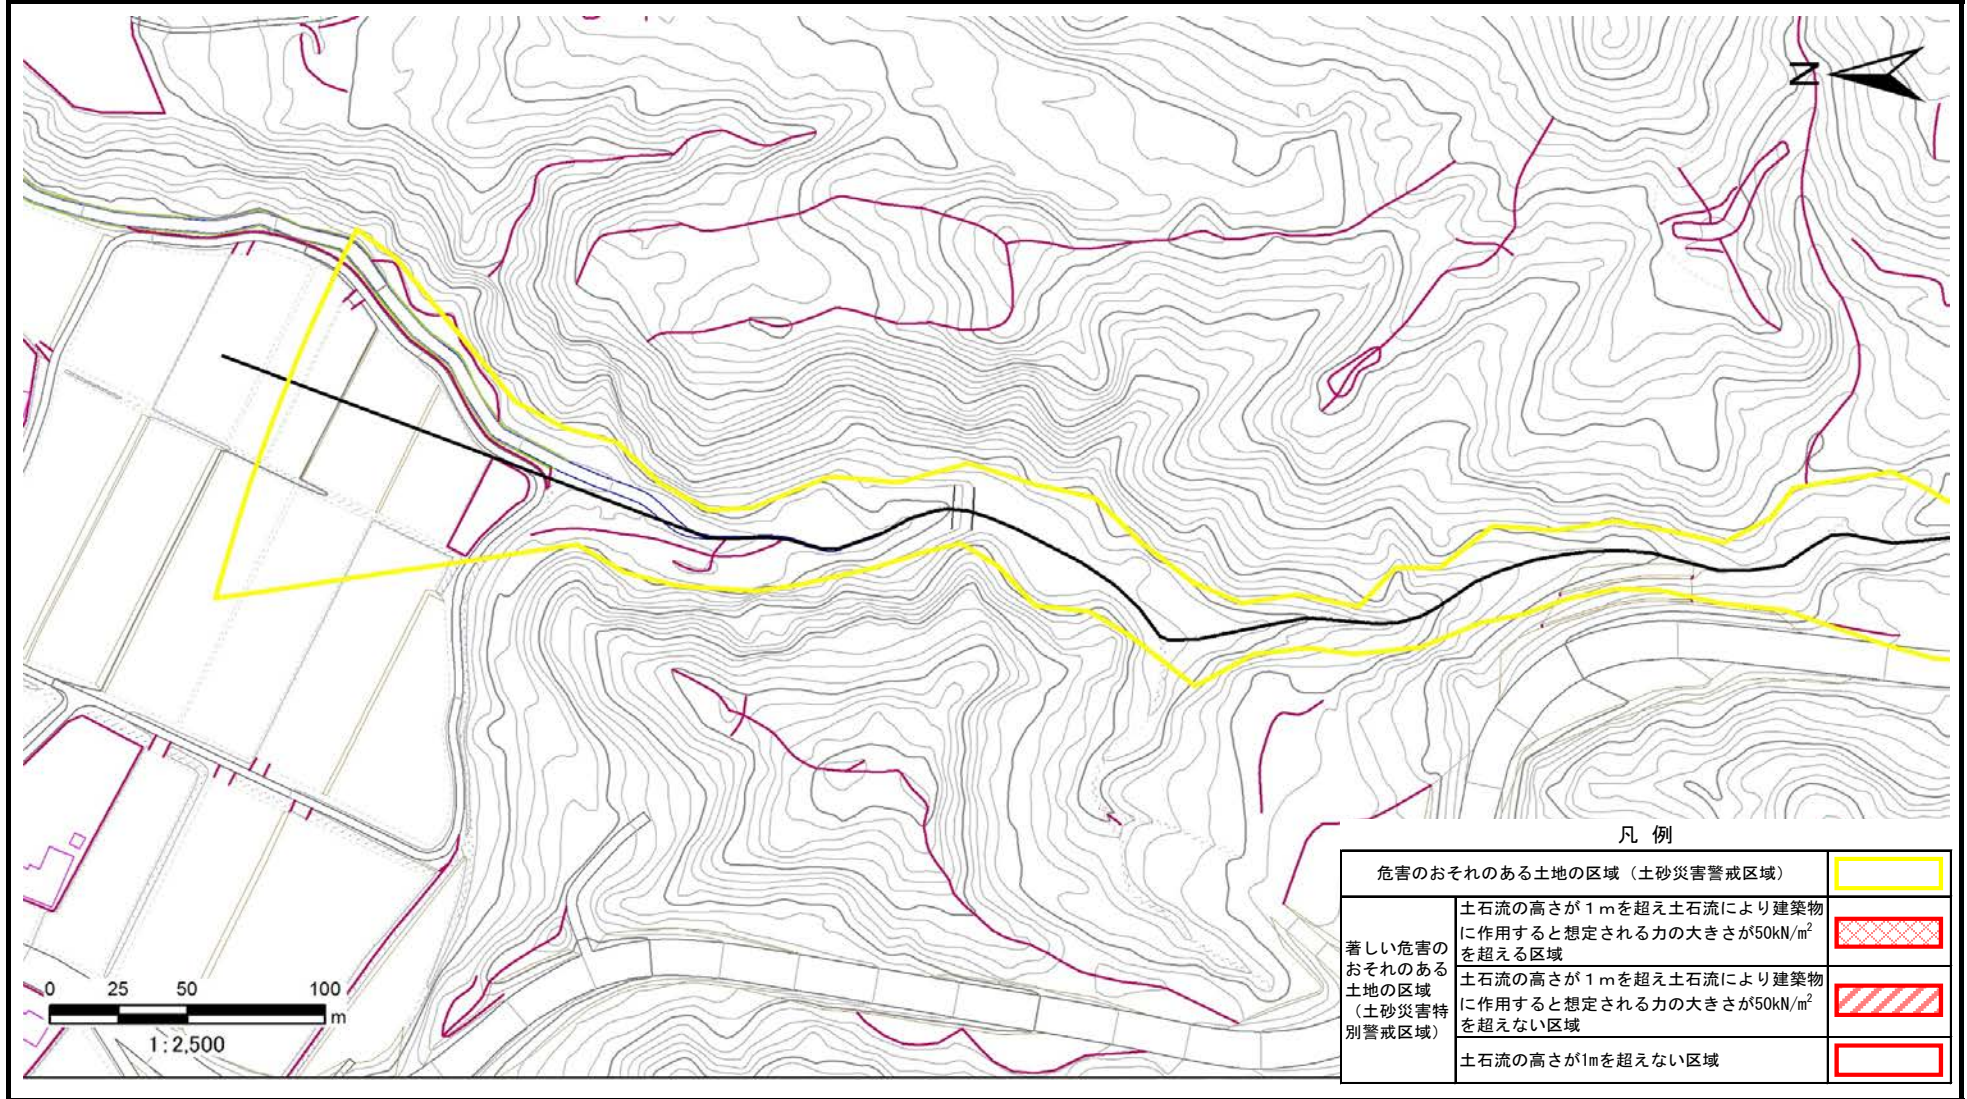 N
凡 例
危害のおそれのある土地の区域（土砂災害警戒区域）
著しい危害の
おそれのある
土地の区域
（土砂災害特
別警戒区域）
土石流の高さが１ｍを超え土石流により建築物
に作用すると想定される力の大きさが50kN/m²
を超える区域
土石流の高さが１ｍを超え土石流により建築物
に作用すると想定される力の大きさが50kN/m²
を超えない区域
土石流の高さが1mを超えない区域
0 25 50 100
m
1:2,500